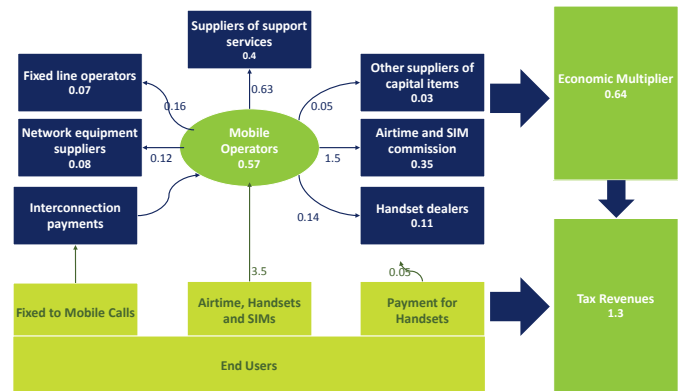 Suppliers of support
services
0.4
Fixed line operators
0.07
Other suppliers of
capital items
0.03
Economic Multiplier
0.64
0.63
0.16
0.05
Network equipment
suppliers
0.08
0.12
Mobile
Operators
0.57
1.5
Airtime and SIM
commission
0.35
Interconnection
payments
0.14
Handset dealers
0.11
3.5
0.05
Fixed to Mobile Calls
Airtime, Handsets
and SIMs
Payment for
Handsets
Tax Revenues
1.3
End Users